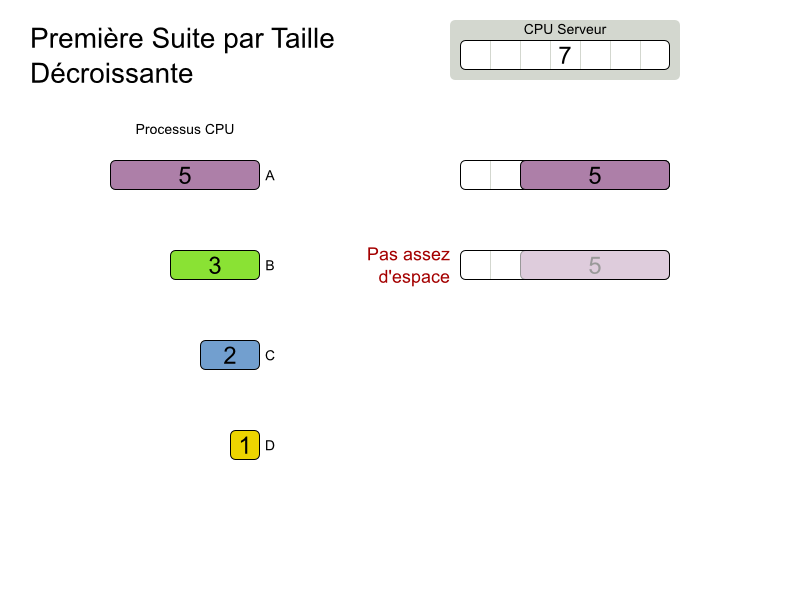 Première Suite par Taille
Décroissante
CPU Serveur
7
Processus CPU
5 A
5
3 B
Pas assez
d'espace
5
2 C
1 D